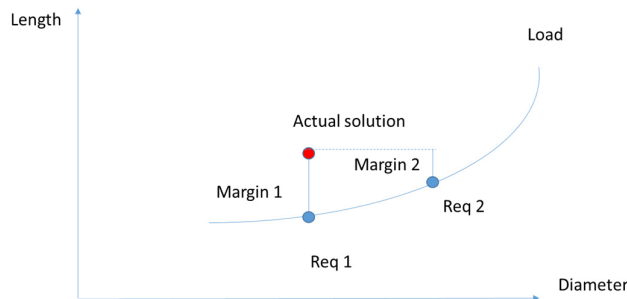 Length
Load
Actual solution
Margin 2
Margin 1
Req 2
Req 1
Diameter